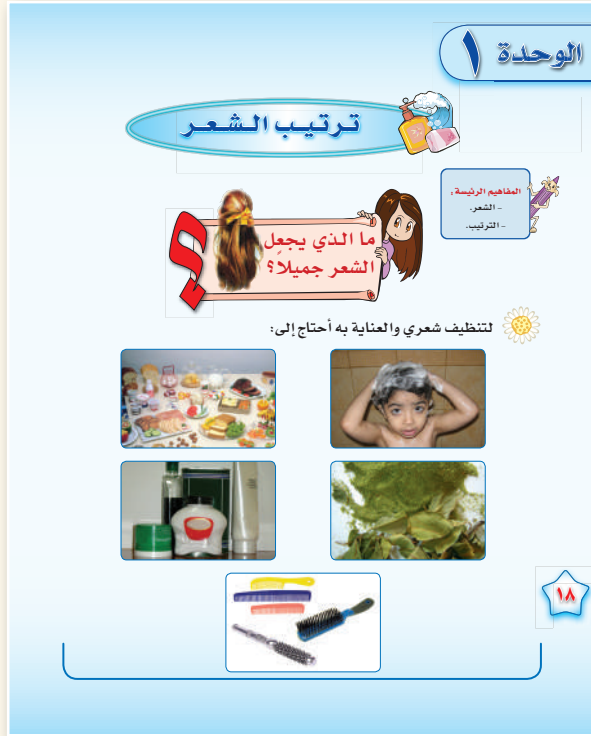 الوحدة ١
ترتيب الشعر
المفاهيم الرئيسة:
- الشعر.
- الترتيب.
ما الذي يجعل
الشعر جميلاً؟
لتنظيف شعري والعناية به أحتاج إلى:
١٨